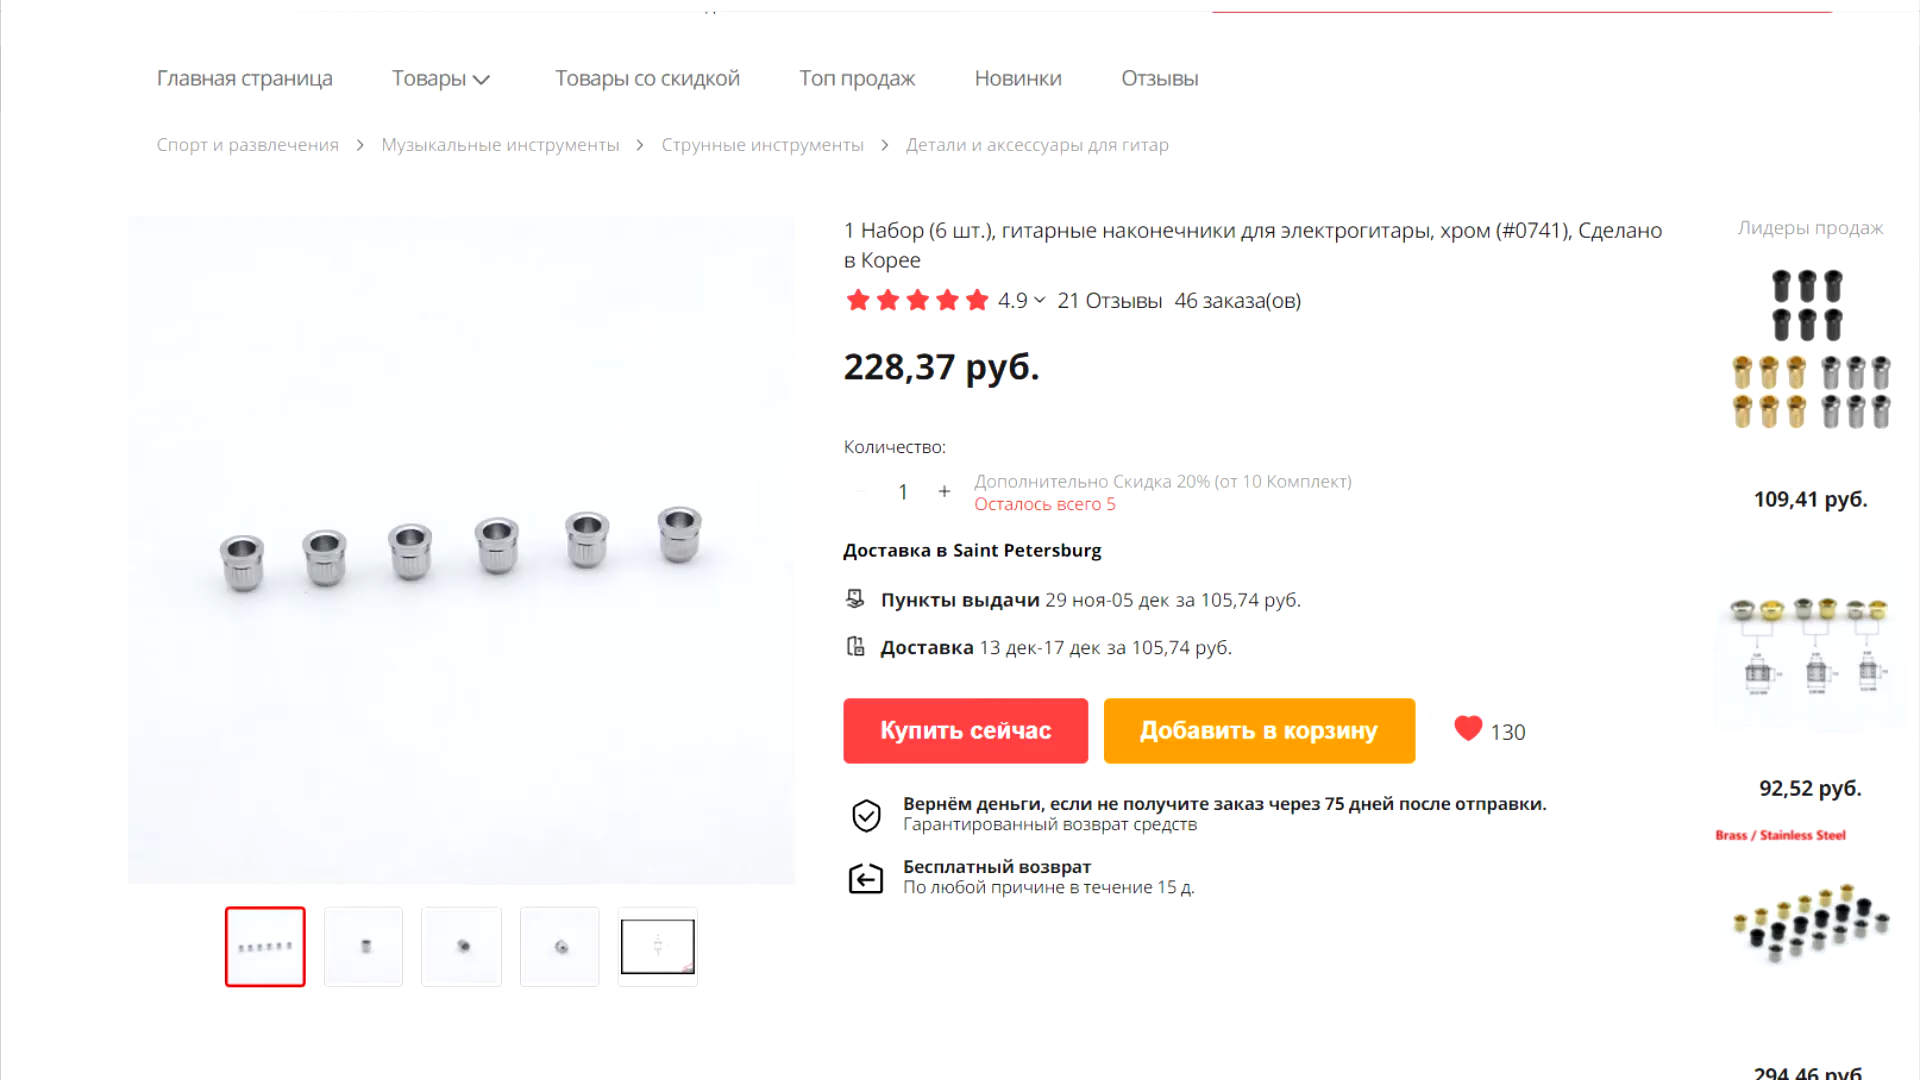 Главная страница
Товары
Товары со скидкой
Топ продаж
Новинки
Отзывы
Спорт и развлечения
Музыкальные инструменты
Струнные инструменты
Детали и аксессуары для гитар
1 Набор (6 шт.), гитарные наконечники для электрогитары, хром (#0741), Сделано
в Корее
4.9
21 Отзывы
46 заказа(ов)
228,37 руб.
Количество:
1
+
Дополнительно Скидка 20% (от 10 Комплект)
Осталось всего 5
Доставка в Saint Petersburg
Пункты выдачи 29 ноя-05 дек за 105,74 руб.
Доставка 13 дек-17 дек за 105,74 руб.
Купить сейчас
Добавить в корзину
130
Вернём деньги, если не получите заказ через 75 дней после отправки.
Гарантированный возврат средств
Бесплатный возврат
По любой причине в течение 15 д.
Лидеры продаж
109,41 руб.
92,52 руб.
Brass / Stainless Steel
294,46 руб.